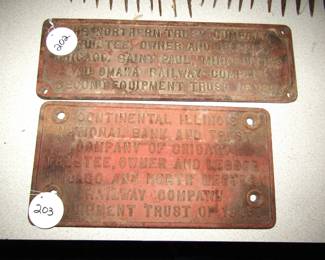 202
NORTHERN TRUST COMPANY
TRUSTEE, OWNER AND
CHICAGO, SAINT PAUL, MINNEAPOLIS
AND OMAHA RAILWAY COMPANY
SECOND EQUIPMENT TRUST
CONTINENTAL ILLINOIS
NATIONAL BANK AND TRUST
COMPANY OF CHICAGO
TRUSTEE, OWNER AND LESSOR
CHICAGO AND NORTH WESTERN
RAILWAY COMPANY
EQUIPMENT TRUST OF
203